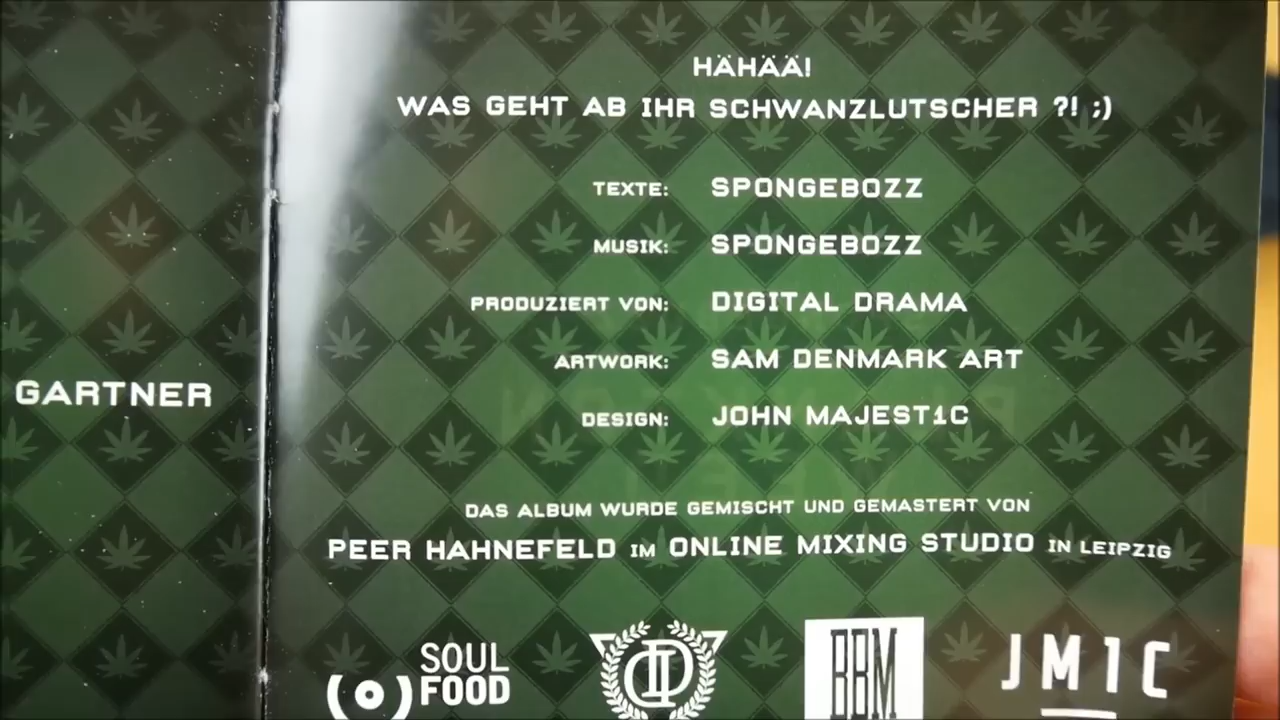 HÄHÄÄ!
WAS GEHT AB IHR SCHWANZLUTSCHER ?! ;)
TEXTE: SPONGEBOZZ
MUSIK: SPONGEBOZZ
PRODUZIERT VON: DIGITAL DRAMA
ARTWORK: SAM DENMARK ART
DESIGN: JOHN MAJEST1C
GARTNER
DAS ALBUM WURDE GEMISCHT UND GEMASTERT VON
PEER HAHNEFELD IM ONLINE MIXING STUDIO IN LEIPZIG
SOUL
FOOD
BBM
JM1C